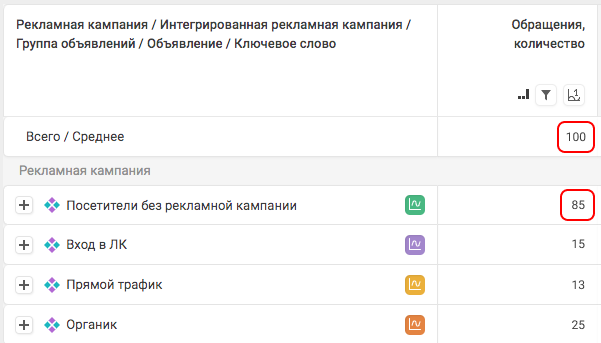 Рекламная кампания / Интегрированная рекламная кампания /
Группа объявлений / Объявление / Ключевое слово
Обращения,
количество
1
Всего / Среднее 100
Рекламная кампания
Посетители без рекламной кампании 85
Вход в ЛК 15
Прямой трафик 13
Органик 25